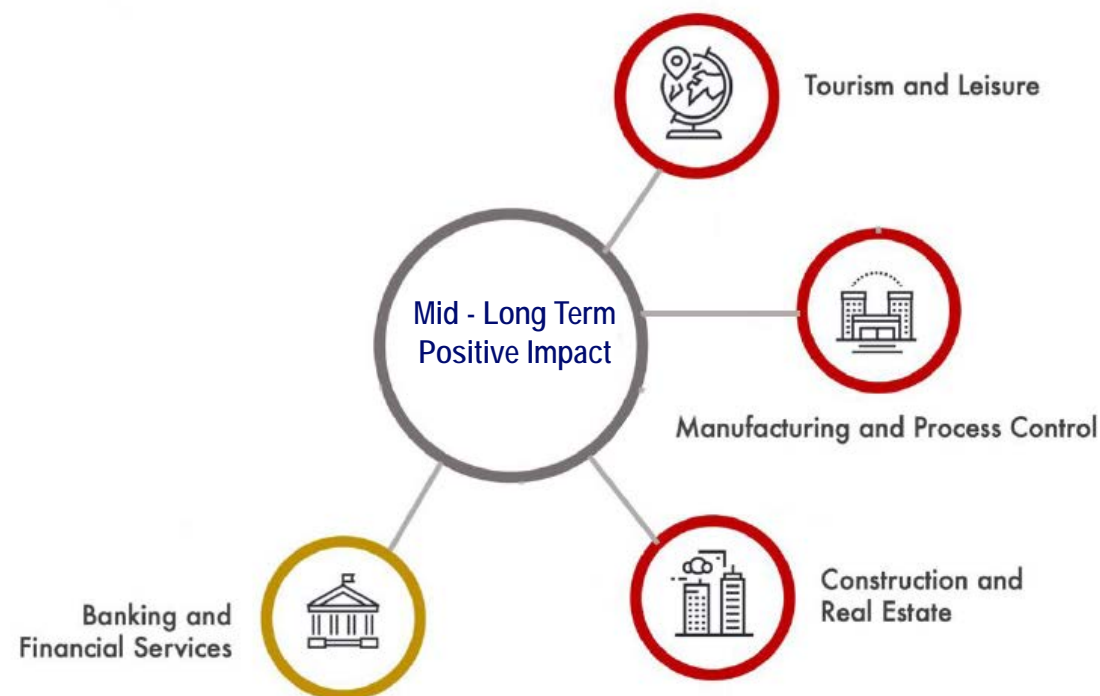 Tourism and Leisure
Mid - Long Term
Positive Impact
Manufacturing and Process Control
Construction and
Real Estate
Banking and
Financial Services